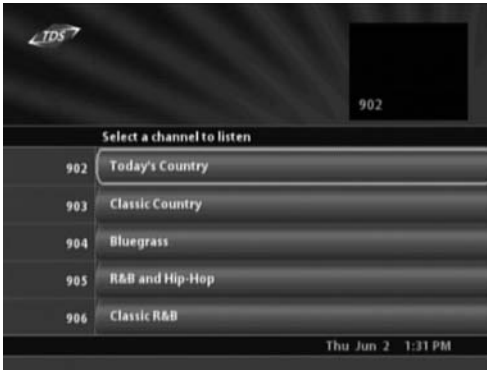 TDS
902
Select a channel to listen
902 Today's Country
903 Classic Country
904 Bluegrass
905 R&B and Hip-Hop
906 Classic R&B
Thu Jun 2 1:31 PM